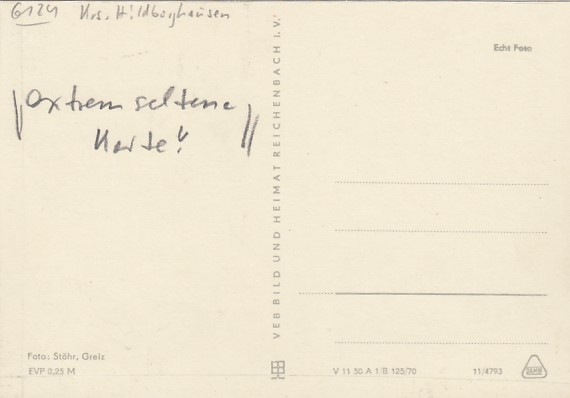 6124 Krs. Hildburghausen
extrem seltene
Karte!!
VEB BILD UND HEIMAT REICHENBACH I. V.
Echt Foto
Foto: Stöhr, Greiz
EVP 0,25 M
V 11 50 A 1/B 125/70
11/4793